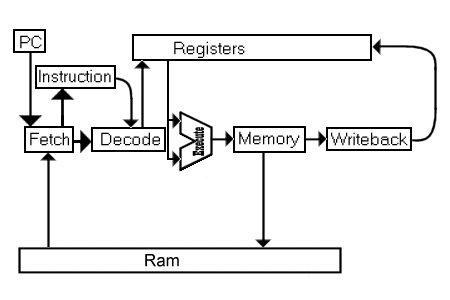 PC
Registers
Instruction
Fetch
Decode
Execute
Memory
Writeback
Ram